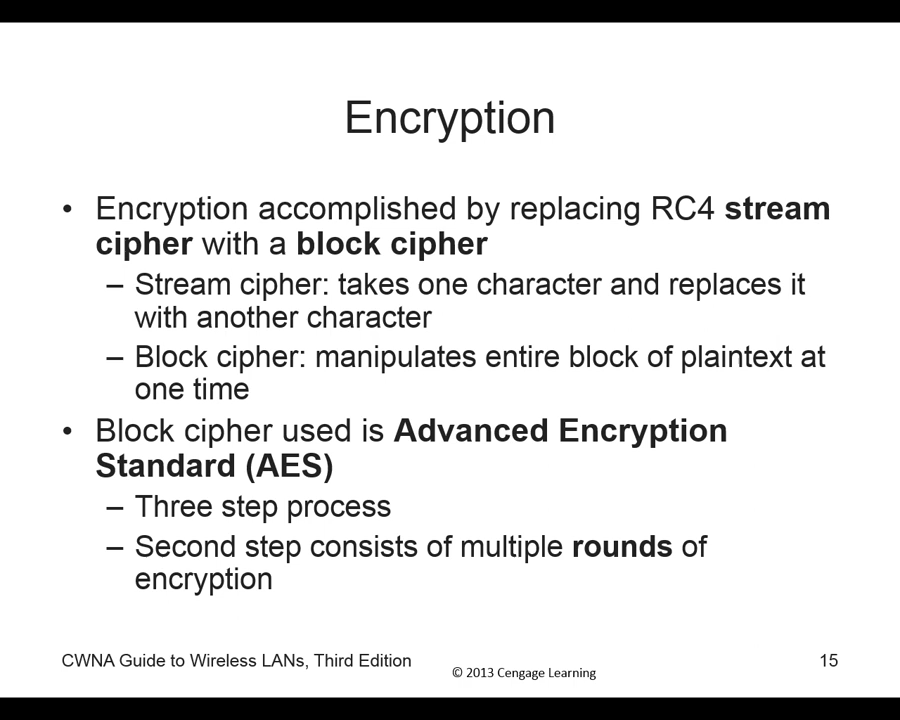 Encryption
• Encryption accomplished by replacing RC4 stream
cipher with a block cipher
– Stream cipher: takes one character and replaces it
with another character
– Block cipher: manipulates entire block of plaintext at
one time
• Block cipher used is Advanced Encryption
Standard (AES)
– Three step process
– Second step consists of multiple rounds of
encryption
CWNA Guide to Wireless LANs, Third Edition
© 2013 Cengage Learning
15